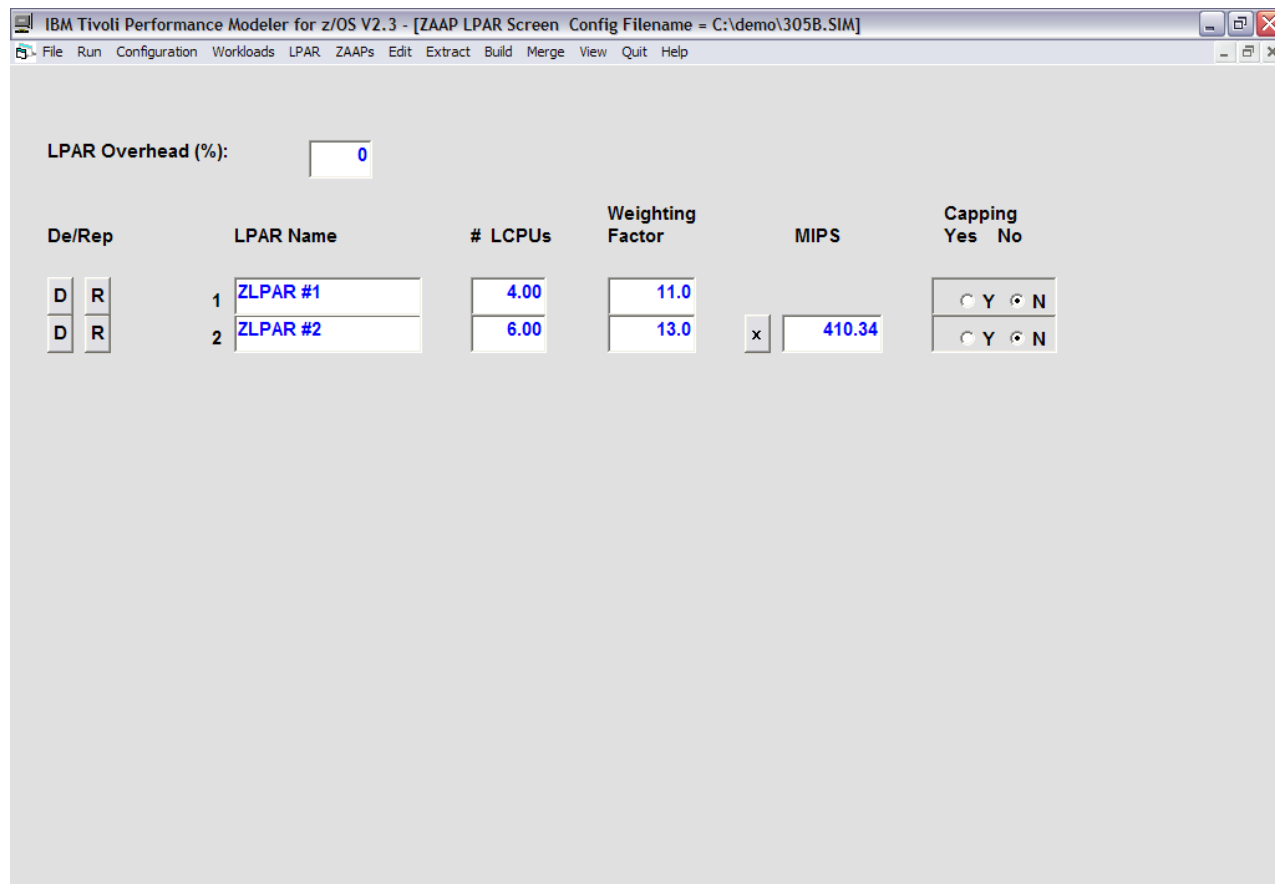 IBM Tivoli Performance Modeler for z/OS V2.3 - [ZAAP LPAR Screen Config Filename = C:\demo\305B.SIM]
File Run Configuration Workloads LPAR ZAAPs Edit Extract Build Merge View Quit Help
LPAR Overhead (%): 0
Weighting Capping
De/Rep LPAR Name # LCPUs Factor MIPS Yes No
D R 1 ZLPAR #1 4.00 11.0 Y N
D R 2 ZLPAR #2 6.00 13.0 x 410.34 Y N